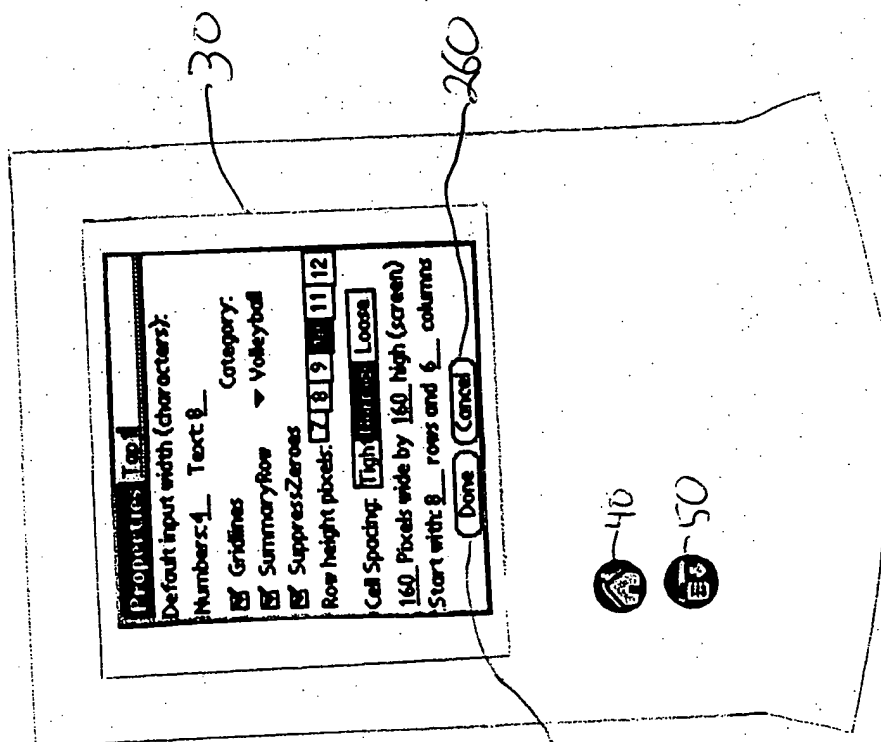 Properties Top1
Default input width (characters):
Numbers: 4 Text: 8
Gridlines Category:
SummaryRow Volleyball
SuppressZeroes
Row height pixels: 7 8 9 10 11 12
Cell Spacing: Tight Loose
160 Pixels wide by 160 high (screen)
Start with: 8 rows and 6 columns
Done Cancel
30
260
40
50